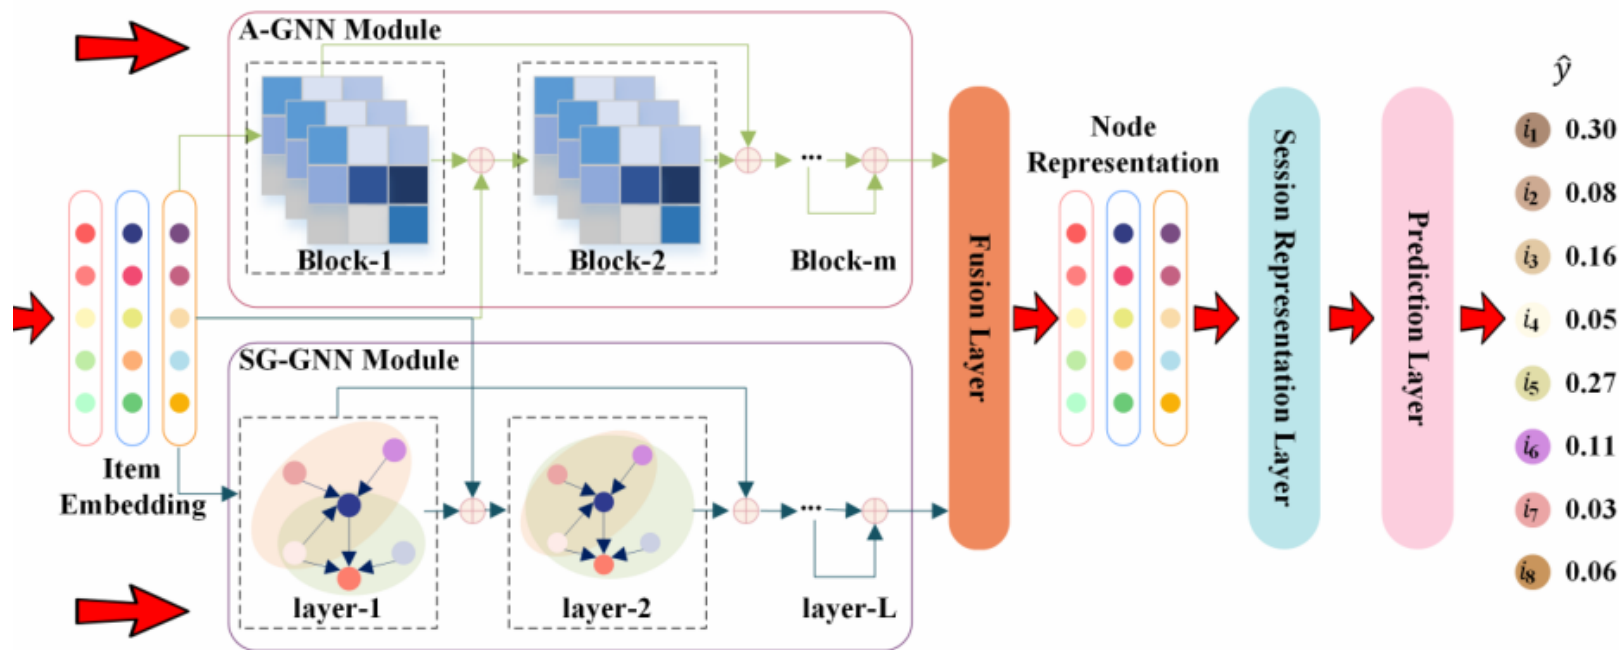 A-GNN Module
Block-1
Block-2
...
Block-m
Item
Embedding
SG-GNN Module
layer-1
layer-2
...
layer-L
Fusion Layer
Node
Representation
Session Representation Layer
Prediction Layer
ŷ
i₁ 0.30
i₂ 0.08
i₃ 0.16
i₄ 0.05
i₅ 0.27
i₆ 0.11
i₇ 0.03
i₈ 0.06